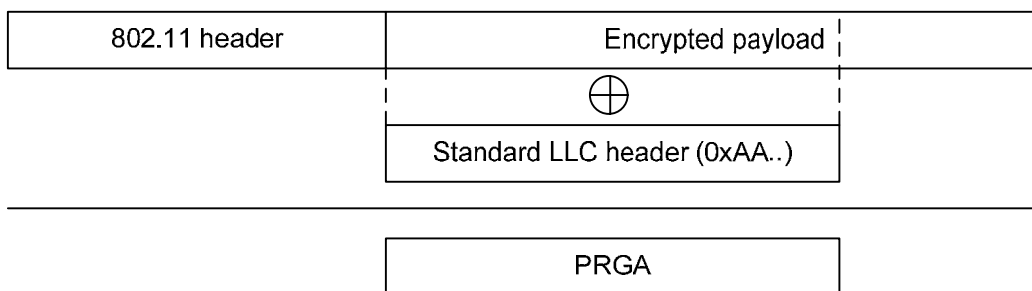 802.11 header
Encrypted payload
Standard LLC header (0xAA..)
PRGA